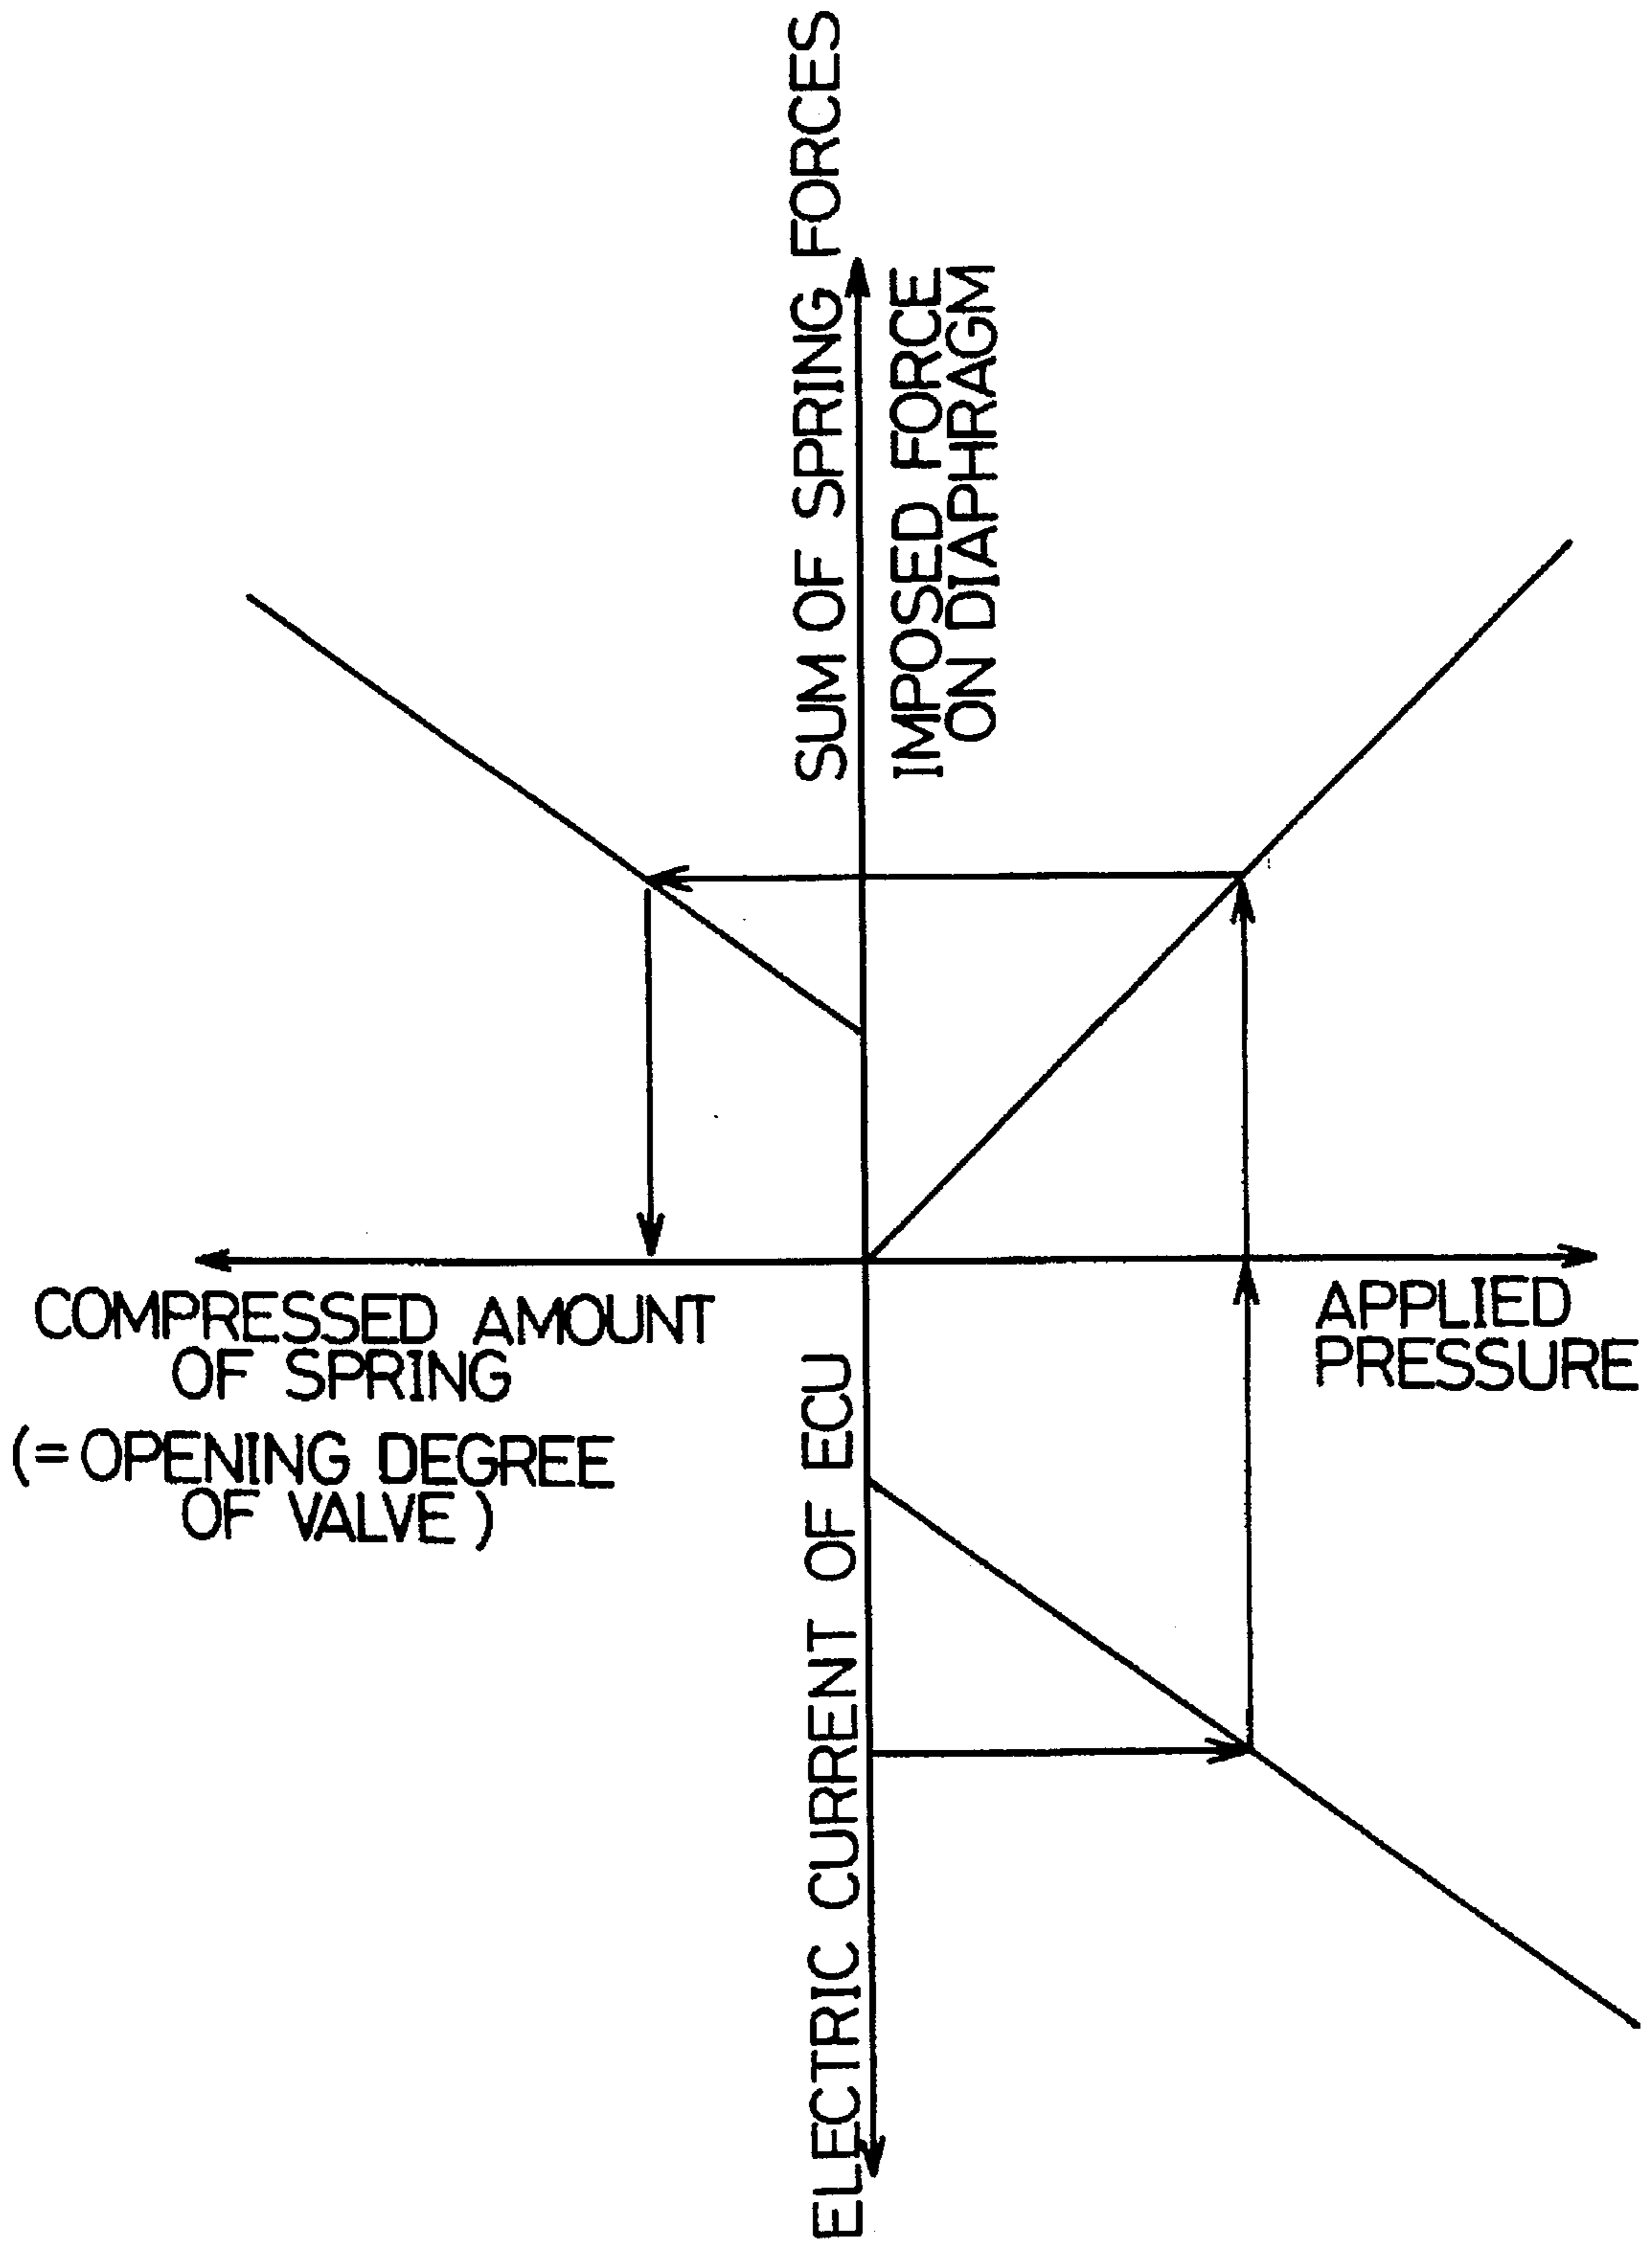 SUM OF SPRING FORCES
IMPOSED FORCE
ON DIAPHRAGM
COMPRESSED AMOUNT
OF SPRING
(=OPENING DEGREE
OF VALVE)
APPLIED
PRESSURE
ELECTRIC CURRENT OF ECU